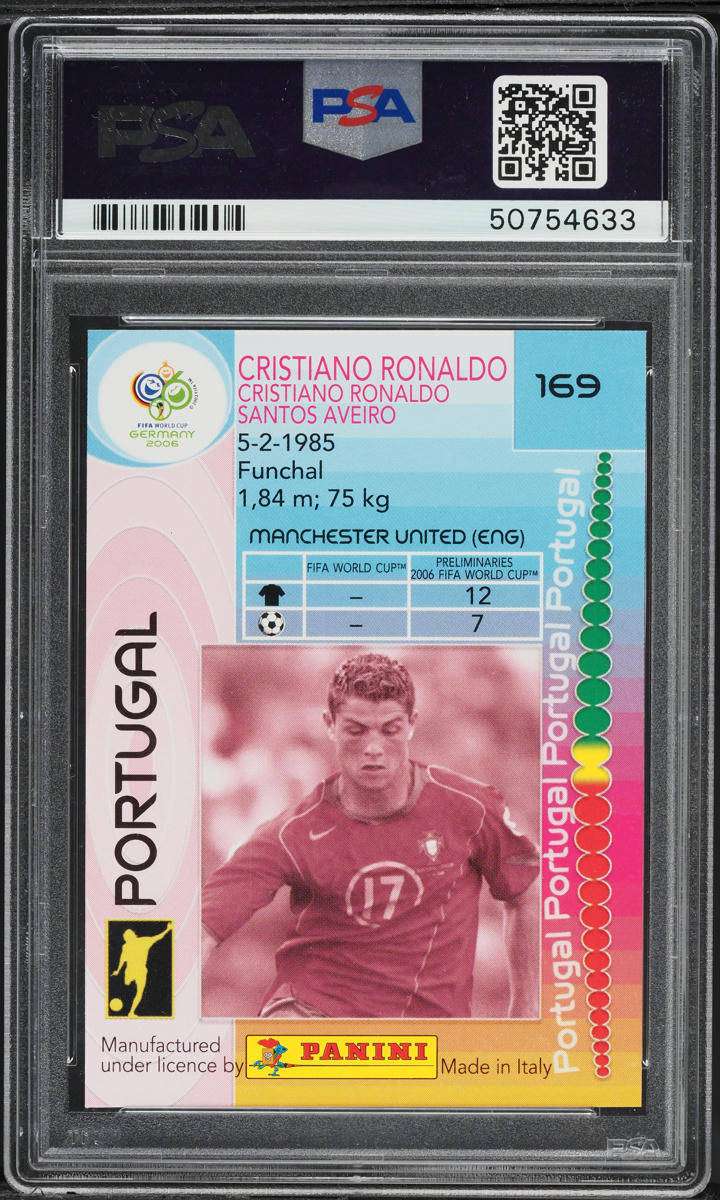 PSA
PSA
50754633
FIFA WORLD CUP
GERMANY
2006
CRISTIANO RONALDO
CRISTIANO RONALDO
SANTOS AVEIRO
169
5-2-1985
Funchal
1,84 m; 75 kg
MANCHESTER UNITED (ENG)
FIFA WORLD CUP™
PRELIMINARIES
2006 FIFA WORLD CUP™
– 12
– 7
PORTUGAL
Portugal Portugal Portugal Portugal Portugal
17
Manufactured
under licence by
PANINI
Made in Italy
PSA